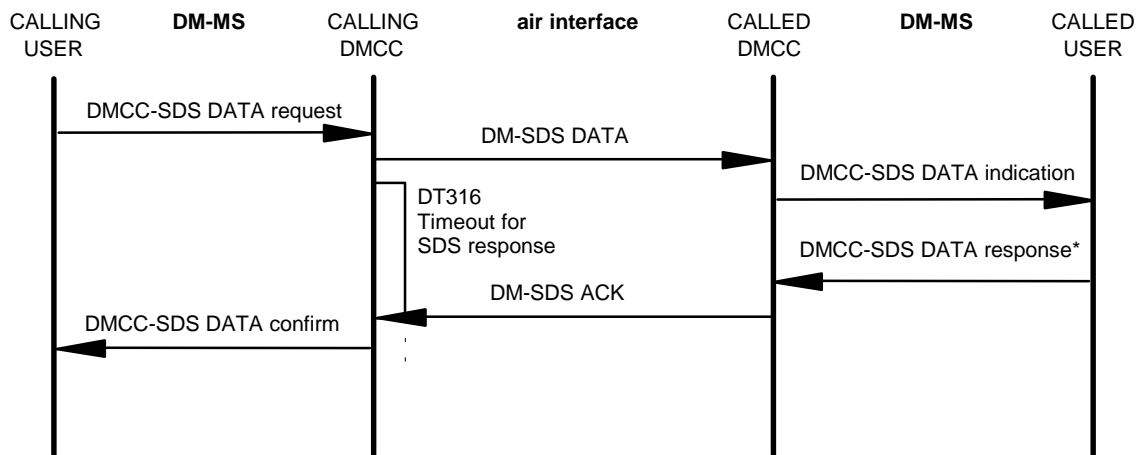 CALLING USER
DM-MS
CALLING DMCC
air interface
CALLED DMCC
DM-MS
CALLED USER
DMCC-SDS DATA request
DM-SDS DATA
DMCC-SDS DATA indication
DT316
Timeout for
SDS response
DMCC-SDS DATA response*
DM-SDS ACK
DMCC-SDS DATA confirm